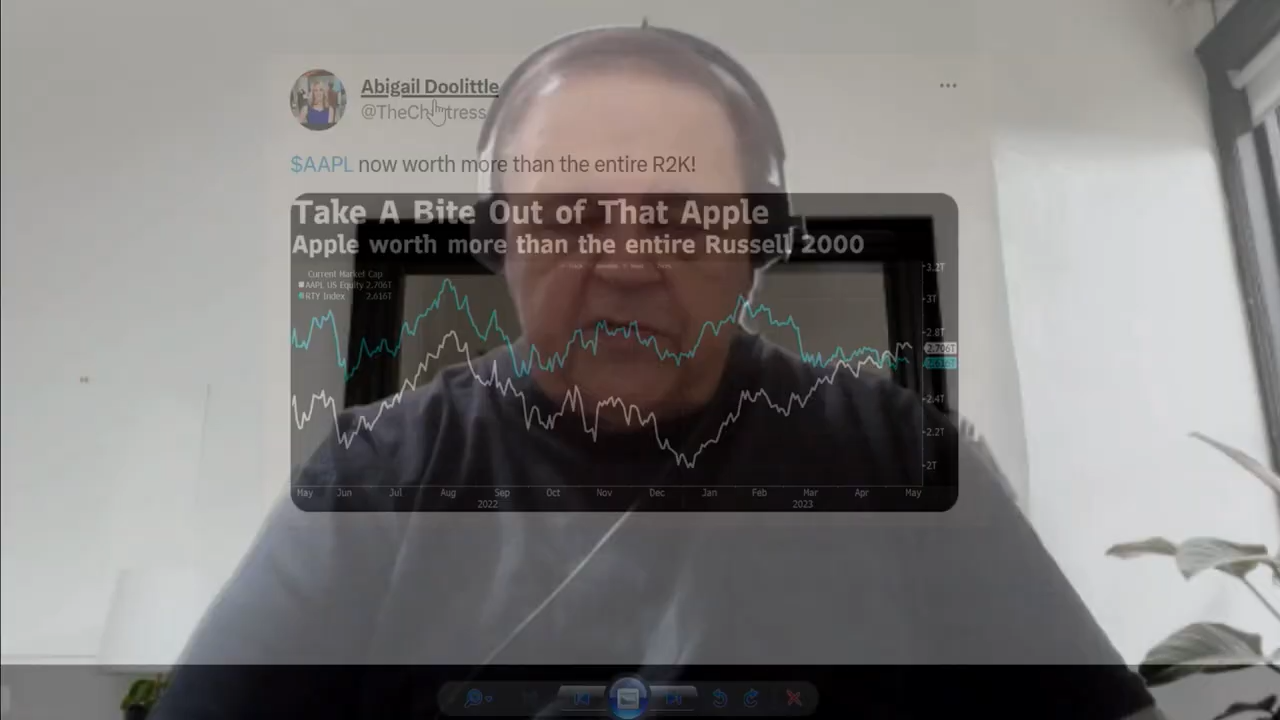 Abigail Doolittle
@TheChartress
$AAPL now worth more than the entire R2K!
Take A Bite Out of That Apple
Apple worth more than the entire Russell 2000
Current Market Cap
AAPL US Equity 2.706T
RTY Index 2.616T
3.2T
3T
2.8T
2.706T
2.616T
2.4T
2.2T
2T
May Jun Jul Aug Sep Oct Nov Dec Jan Feb Mar Apr May
2022 2023